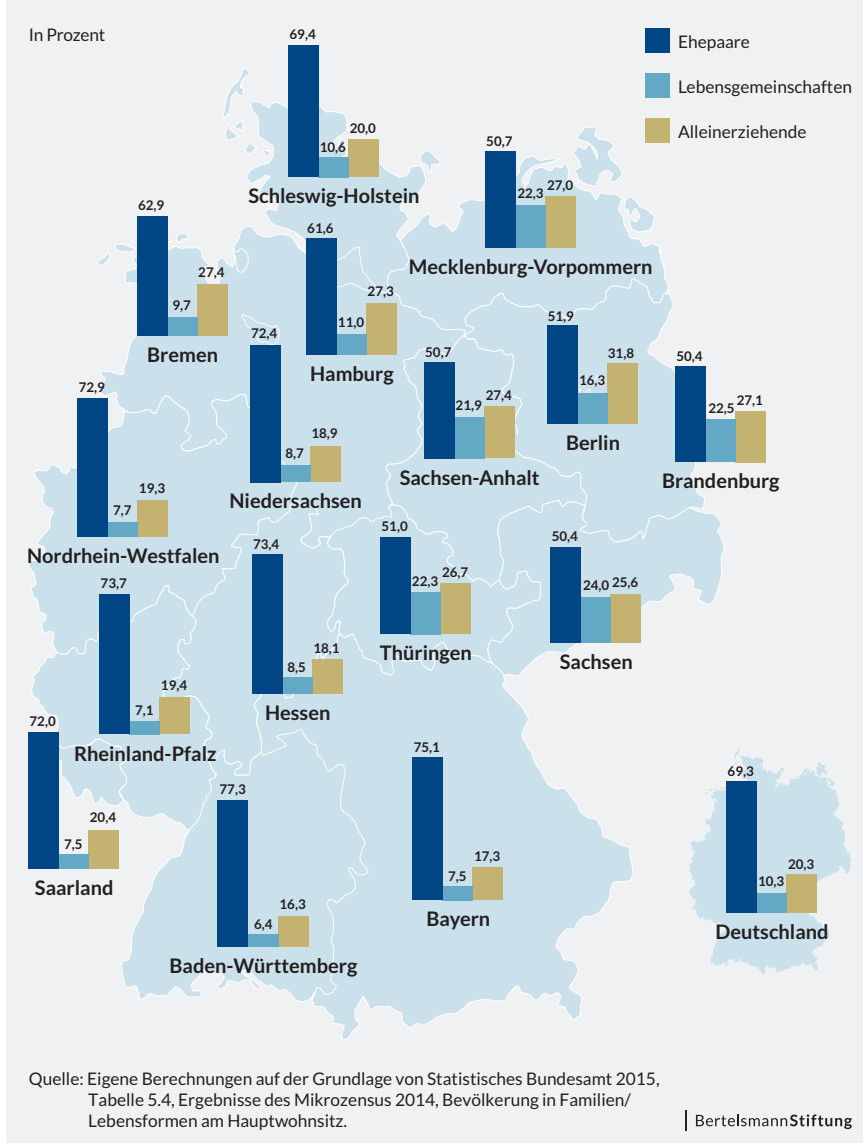 In Prozent
Ehepaare
Lebensgemeinschaften
Alleinerziehende
69,4
10,6
20,0
Schleswig-Holstein
50,7
22,3
27,0
Mecklenburg-Vorpommern
62,9
9,7
27,4
Bremen
61,6
11,0
27,3
Hamburg
72,4
8,7
18,9
Niedersachsen
50,7
21,9
27,4
Sachsen-Anhalt
51,9
16,3
31,8
Berlin
50,4
22,5
27,1
Brandenburg
72,9
7,7
19,3
Nordrhein-Westfalen
73,4
8,5
18,1
Hessen
51,0
22,3
26,7
Thüringen
50,4
24,0
25,6
Sachsen
73,7
7,1
19,4
Rheinland-Pfalz
72,0
7,5
20,4
Saarland
77,3
6,4
16,3
Baden-Württemberg
75,1
7,5
17,3
Bayern
69,3
10,3
20,3
Deutschland
Quelle: Eigene Berechnungen auf der Grundlage von Statistisches Bundesamt 2015,
Tabelle 5.4, Ergebnisse des Mikrozensus 2014, Bevölkerung in Familien/
Lebensformen am Hauptwohnsitz.
BertelsmannStiftung